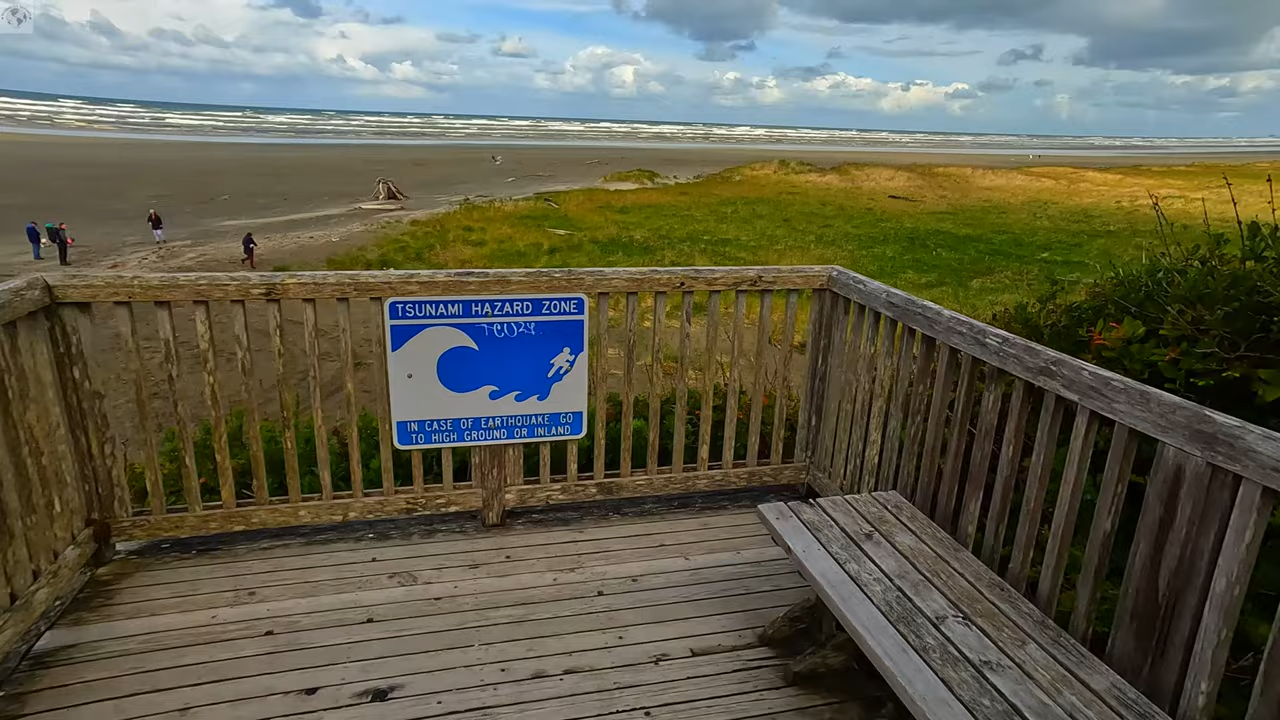 TSUNAMI HAZARD ZONE
IN CASE OF EARTHQUAKE, GO
TO HIGH GROUND OR INLAND